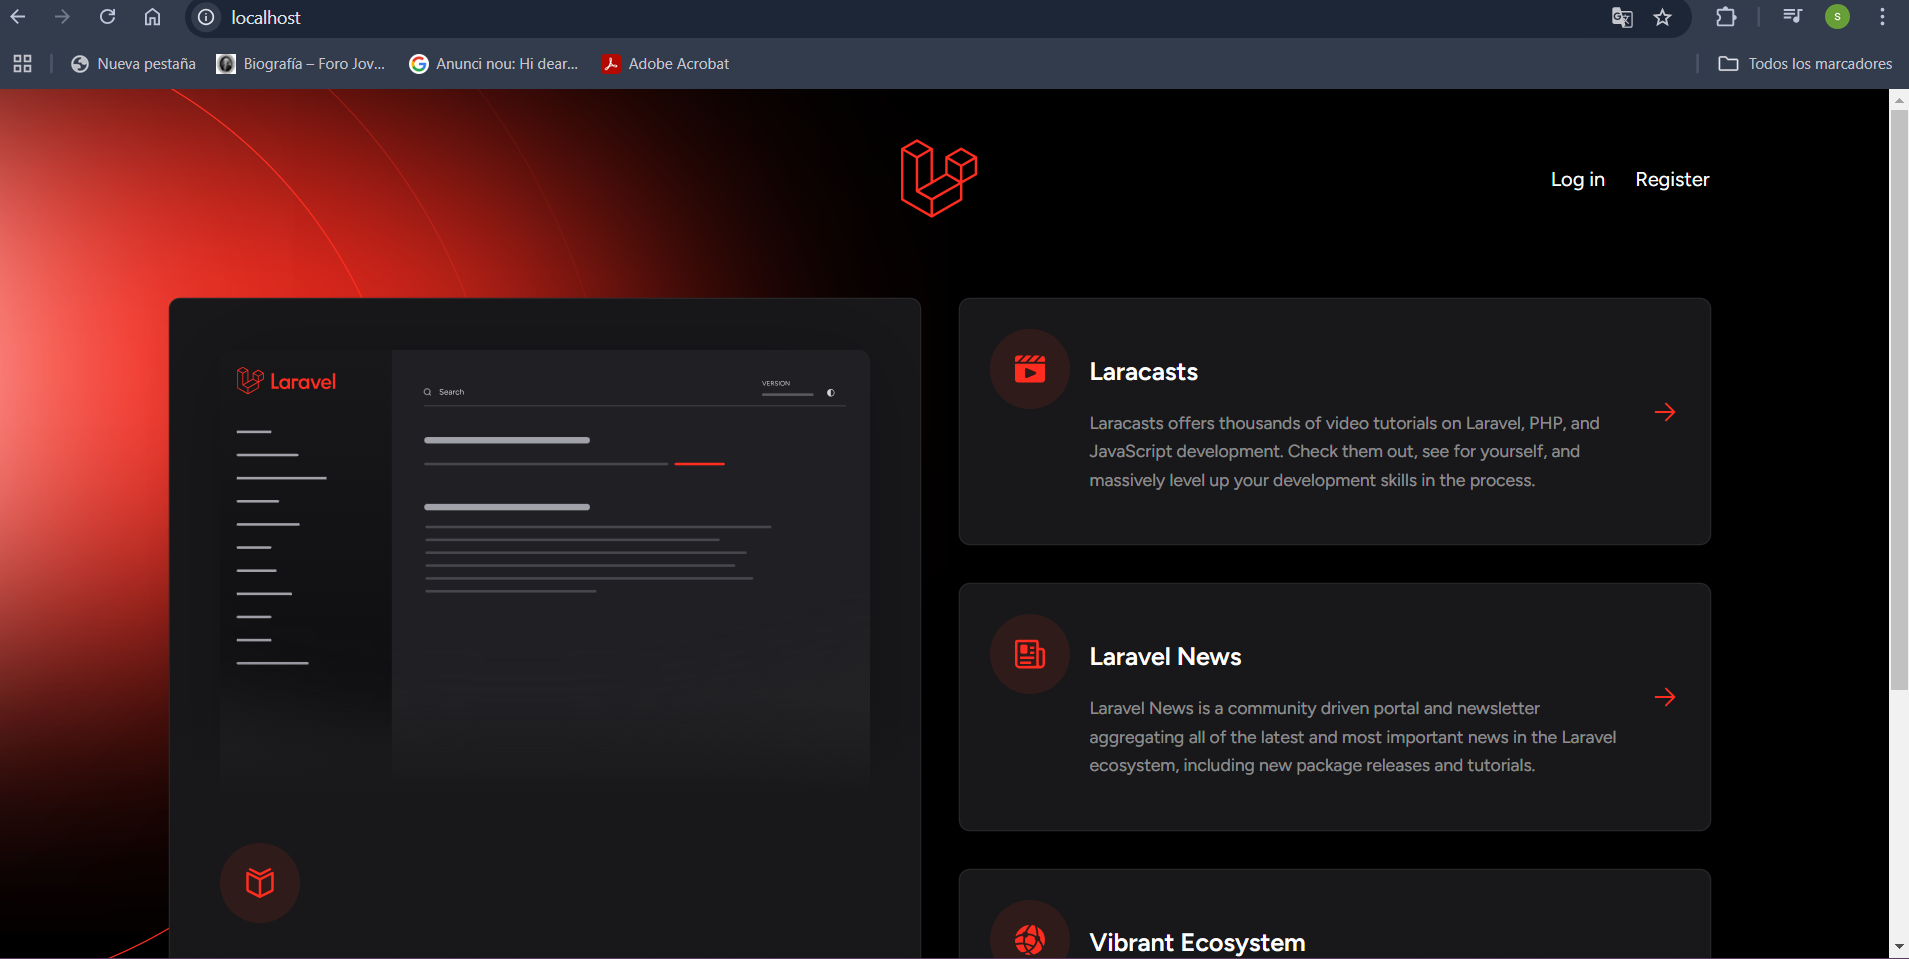 localhost
S
Nueva pestaña
Biografía – Foro Jov...
Anunci nou: Hi dear...
Adobe Acrobat
Todos los marcadores
Log in
Register
Laravel
Search
VERSION
Laracasts
Laracasts offers thousands of video tutorials on Laravel, PHP, and
JavaScript development. Check them out, see for yourself, and
massively level up your development skills in the process.
Laravel News
Laravel News is a community driven portal and newsletter
aggregating all of the latest and most important news in the Laravel
ecosystem, including new package releases and tutorials.
Vibrant Ecosystem